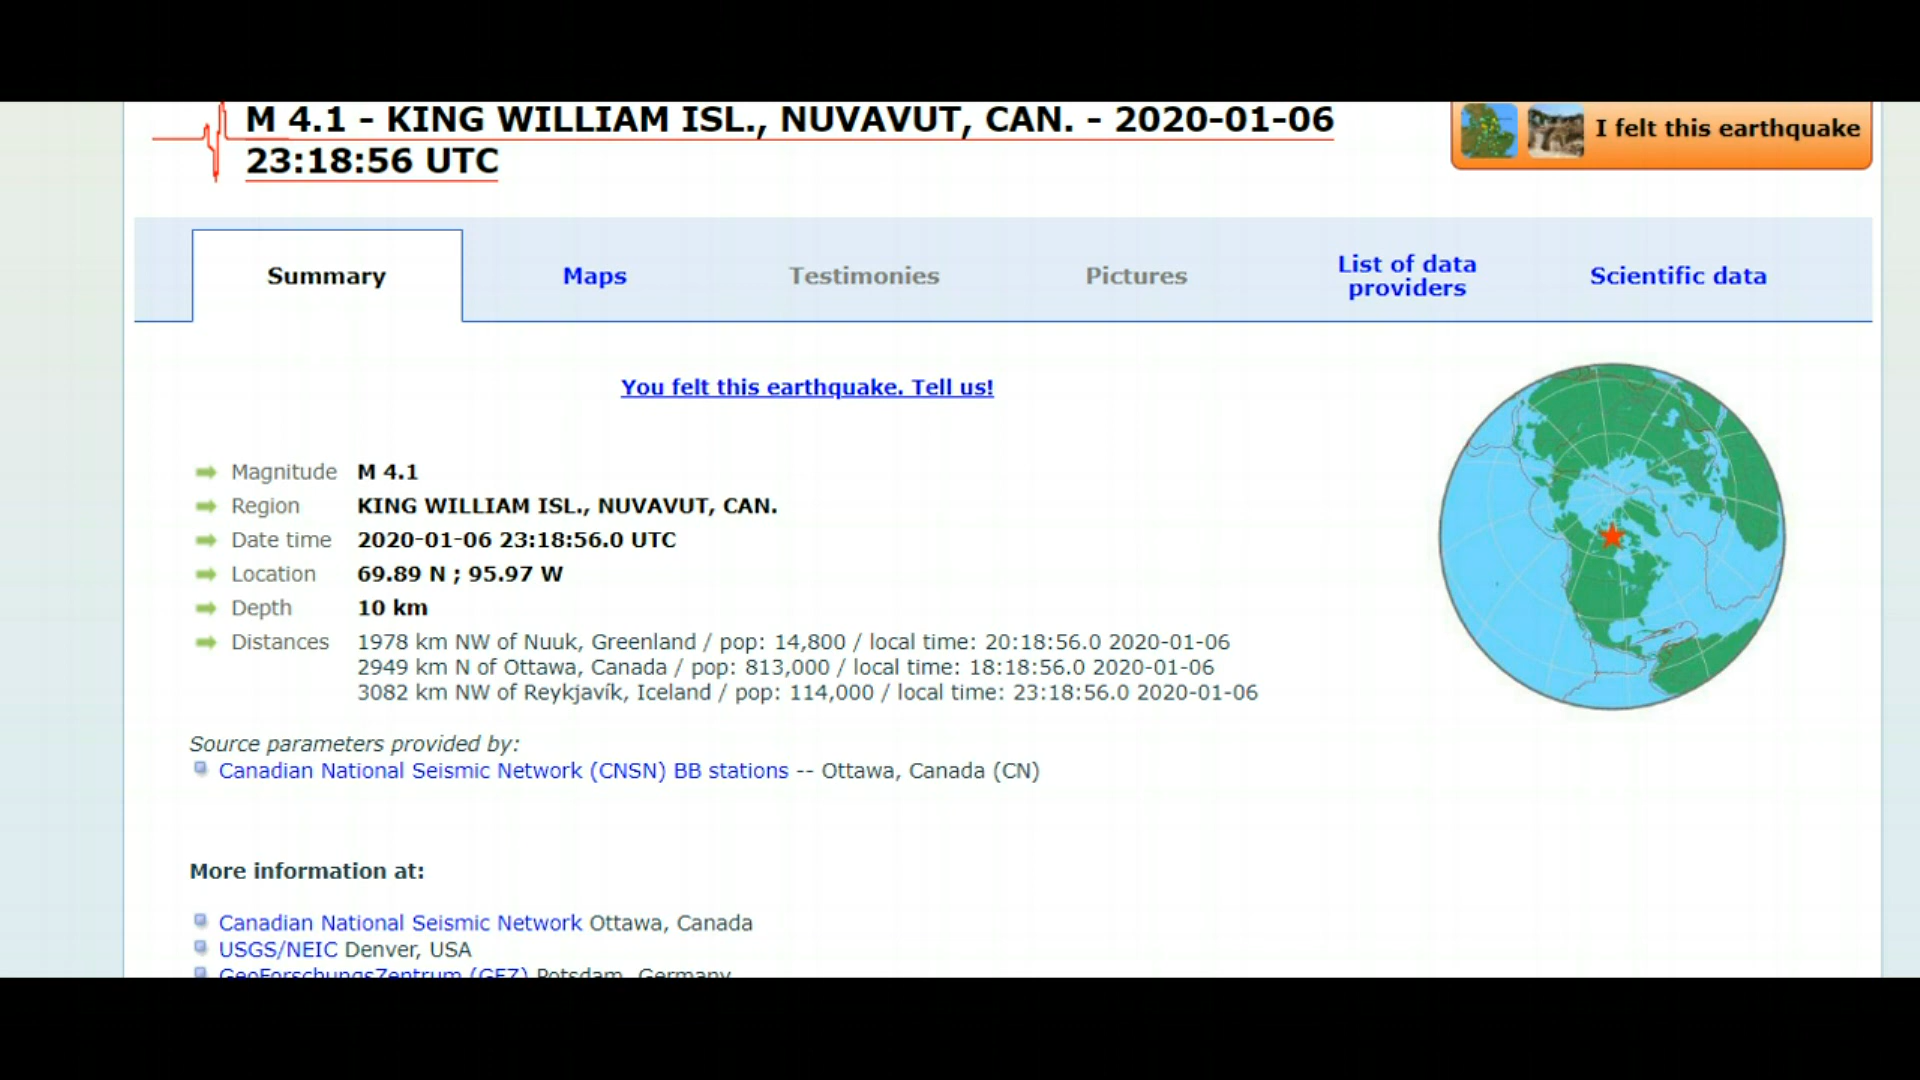 M 4.1 - KING WILLIAM ISL., NUVAVUT, CAN. - 2020-01-06
23:18:56 UTC
I felt this earthquake
Summary
Maps
Testimonies
Pictures
List of data
providers
Scientific data
You felt this earthquake. Tell us!
Magnitude M 4.1
Region KING WILLIAM ISL., NUVAVUT, CAN.
Date time 2020-01-06 23:18:56.0 UTC
Location 69.89 N ; 95.97 W
Depth 10 km
Distances 1978 km NW of Nuuk, Greenland / pop: 14,800 / local time: 20:18:56.0 2020-01-06
2949 km N of Ottawa, Canada / pop: 813,000 / local time: 18:18:56.0 2020-01-06
3082 km NW of Reykjavík, Iceland / pop: 114,000 / local time: 23:18:56.0 2020-01-06
Source parameters provided by:
Canadian National Seismic Network (CNSN) BB stations -- Ottawa, Canada (CN)
More information at:
Canadian National Seismic Network Ottawa, Canada
USGS/NEIC Denver, USA
GeoForschungsZentrum (GFZ) Potsdam, Germany